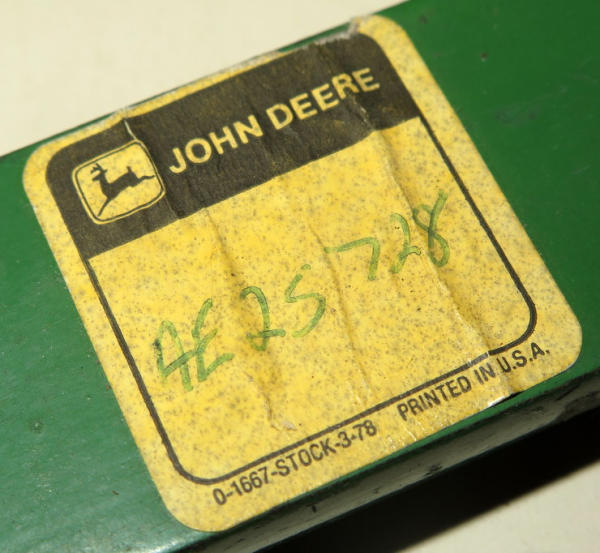 JOHN DEERE
AE25728
0-1667-STOCK-3-78 PRINTED IN U.S.A.